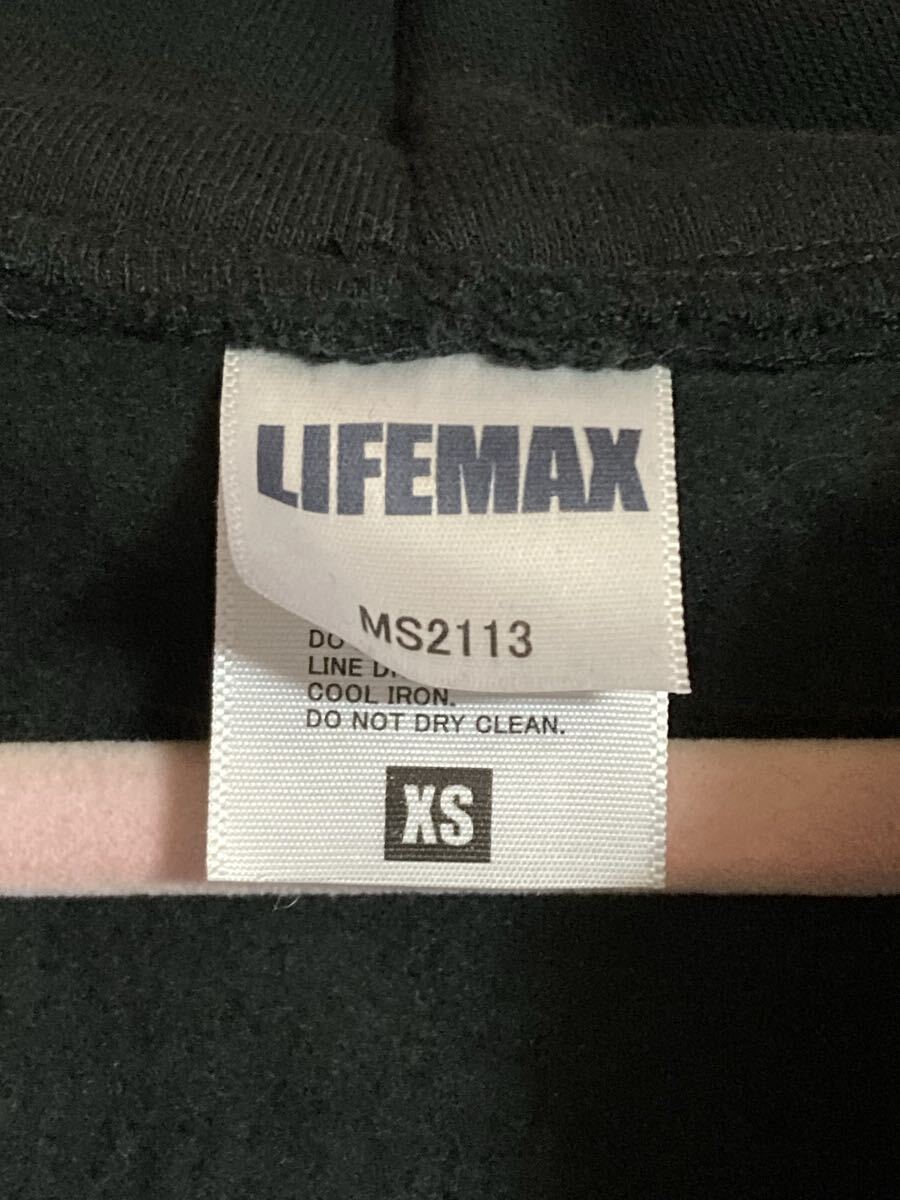 LIFEMAX
MS2113
DO
LINE
COOL IRON.
DO NOT DRY CLEAN.
XS